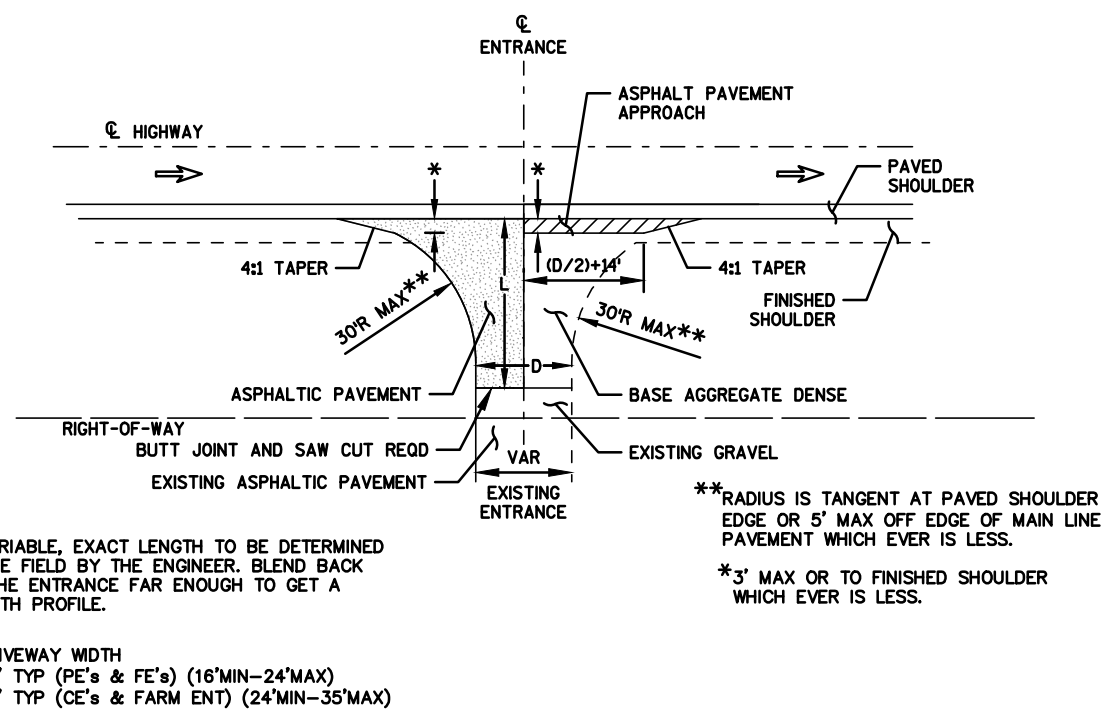 ℄
ENTRANCE
ASPHALT PAVEMENT
APPROACH
℄ HIGHWAY
*
*
PAVED
SHOULDER
4:1 TAPER
L
(D/2)+14'
4:1 TAPER
30'R MAX**
30'R MAX**
FINISHED
SHOULDER
D
ASPHALTIC PAVEMENT
BASE AGGREGATE DENSE
RIGHT-OF-WAY
BUTT JOINT AND SAW CUT REQD
VAR
EXISTING GRAVEL
EXISTING ASPHALTIC PAVEMENT
EXISTING
ENTRANCE
**RADIUS IS TANGENT AT PAVED SHOULDER
EDGE OR 5' MAX OFF EDGE OF MAIN LINE
PAVEMENT WHICH EVER IS LESS.
*3' MAX OR TO FINISHED SHOULDER
WHICH EVER IS LESS.
RIABLE, EXACT LENGTH TO BE DETERMINED
E FIELD BY THE ENGINEER. BLEND BACK
HE ENTRANCE FAR ENOUGH TO GET A
TH PROFILE.
IVEWAY WIDTH
' TYP (PE's & FE's) (16'MIN-24'MAX)
' TYP (CE's & FARM ENT) (24'MIN-35'MAX)